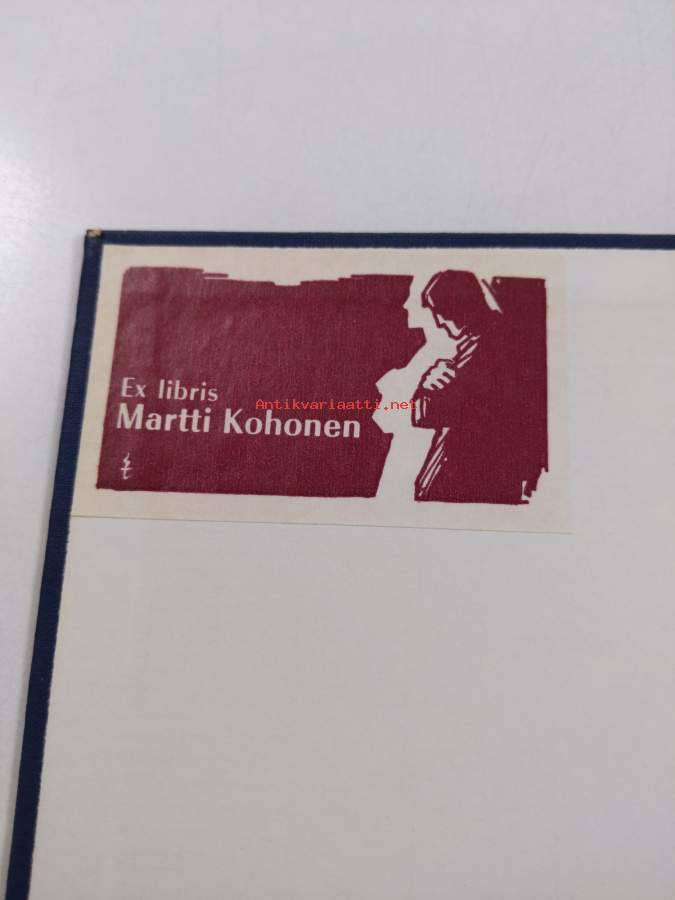 Ex libris
Antikvariaatti.net
Martti Kohonen